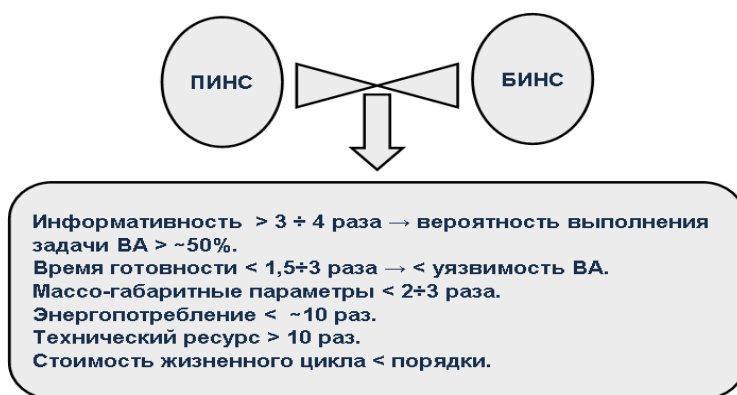 ПИНС
БИНС
Информативность > 3 ÷ 4 раза → вероятность выполнения
задачи ВА > ~50%.
Время готовности < 1,5÷3 раза → < уязвимость ВА.
Массо-габаритные параметры < 2÷3 раза.
Энергопотребление < ~10 раз.
Технический ресурс > 10 раз.
Стоимость жизненного цикла < порядки.